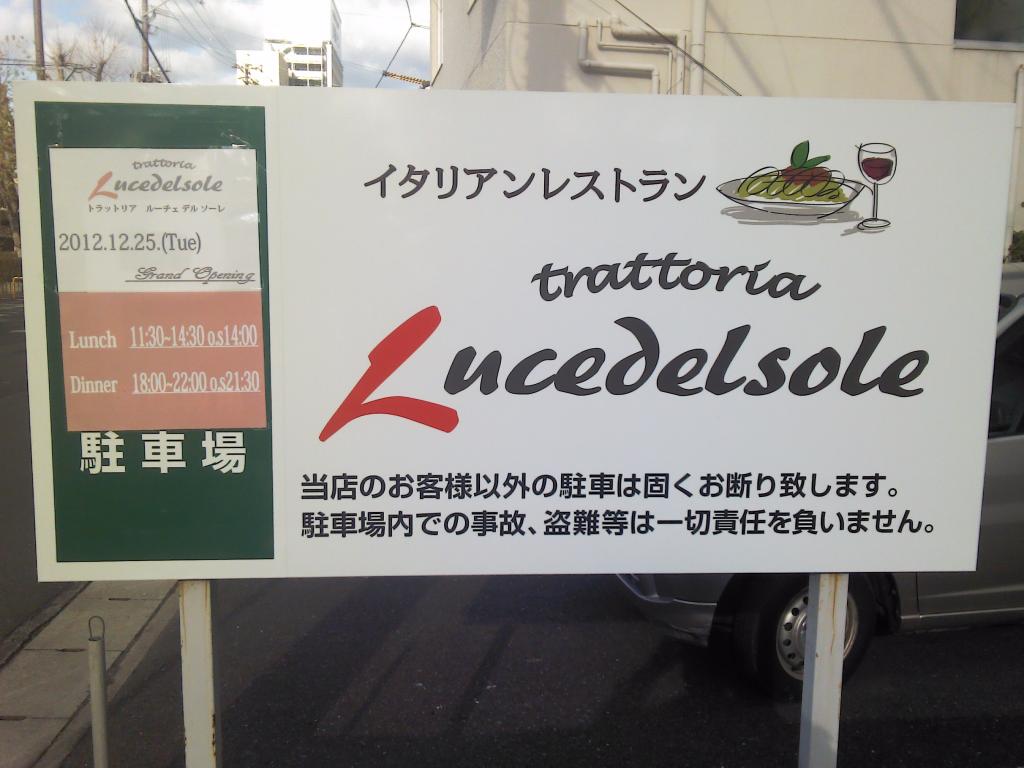 trattoria
Lucedelsole
トラットリア ルーチェ デル ソーレ
2012.12.25.(Tue)
Grand Opening
Lunch 11:30~14:30 o.s14:00
Dinner 18:00~22:00 o.s21:30
駐車場
イタリアンレストラン
trattoria
Lucedelsole
当店のお客様以外の駐車は固くお断り致します。
駐車場内での事故、盗難等は一切責任を負いません。